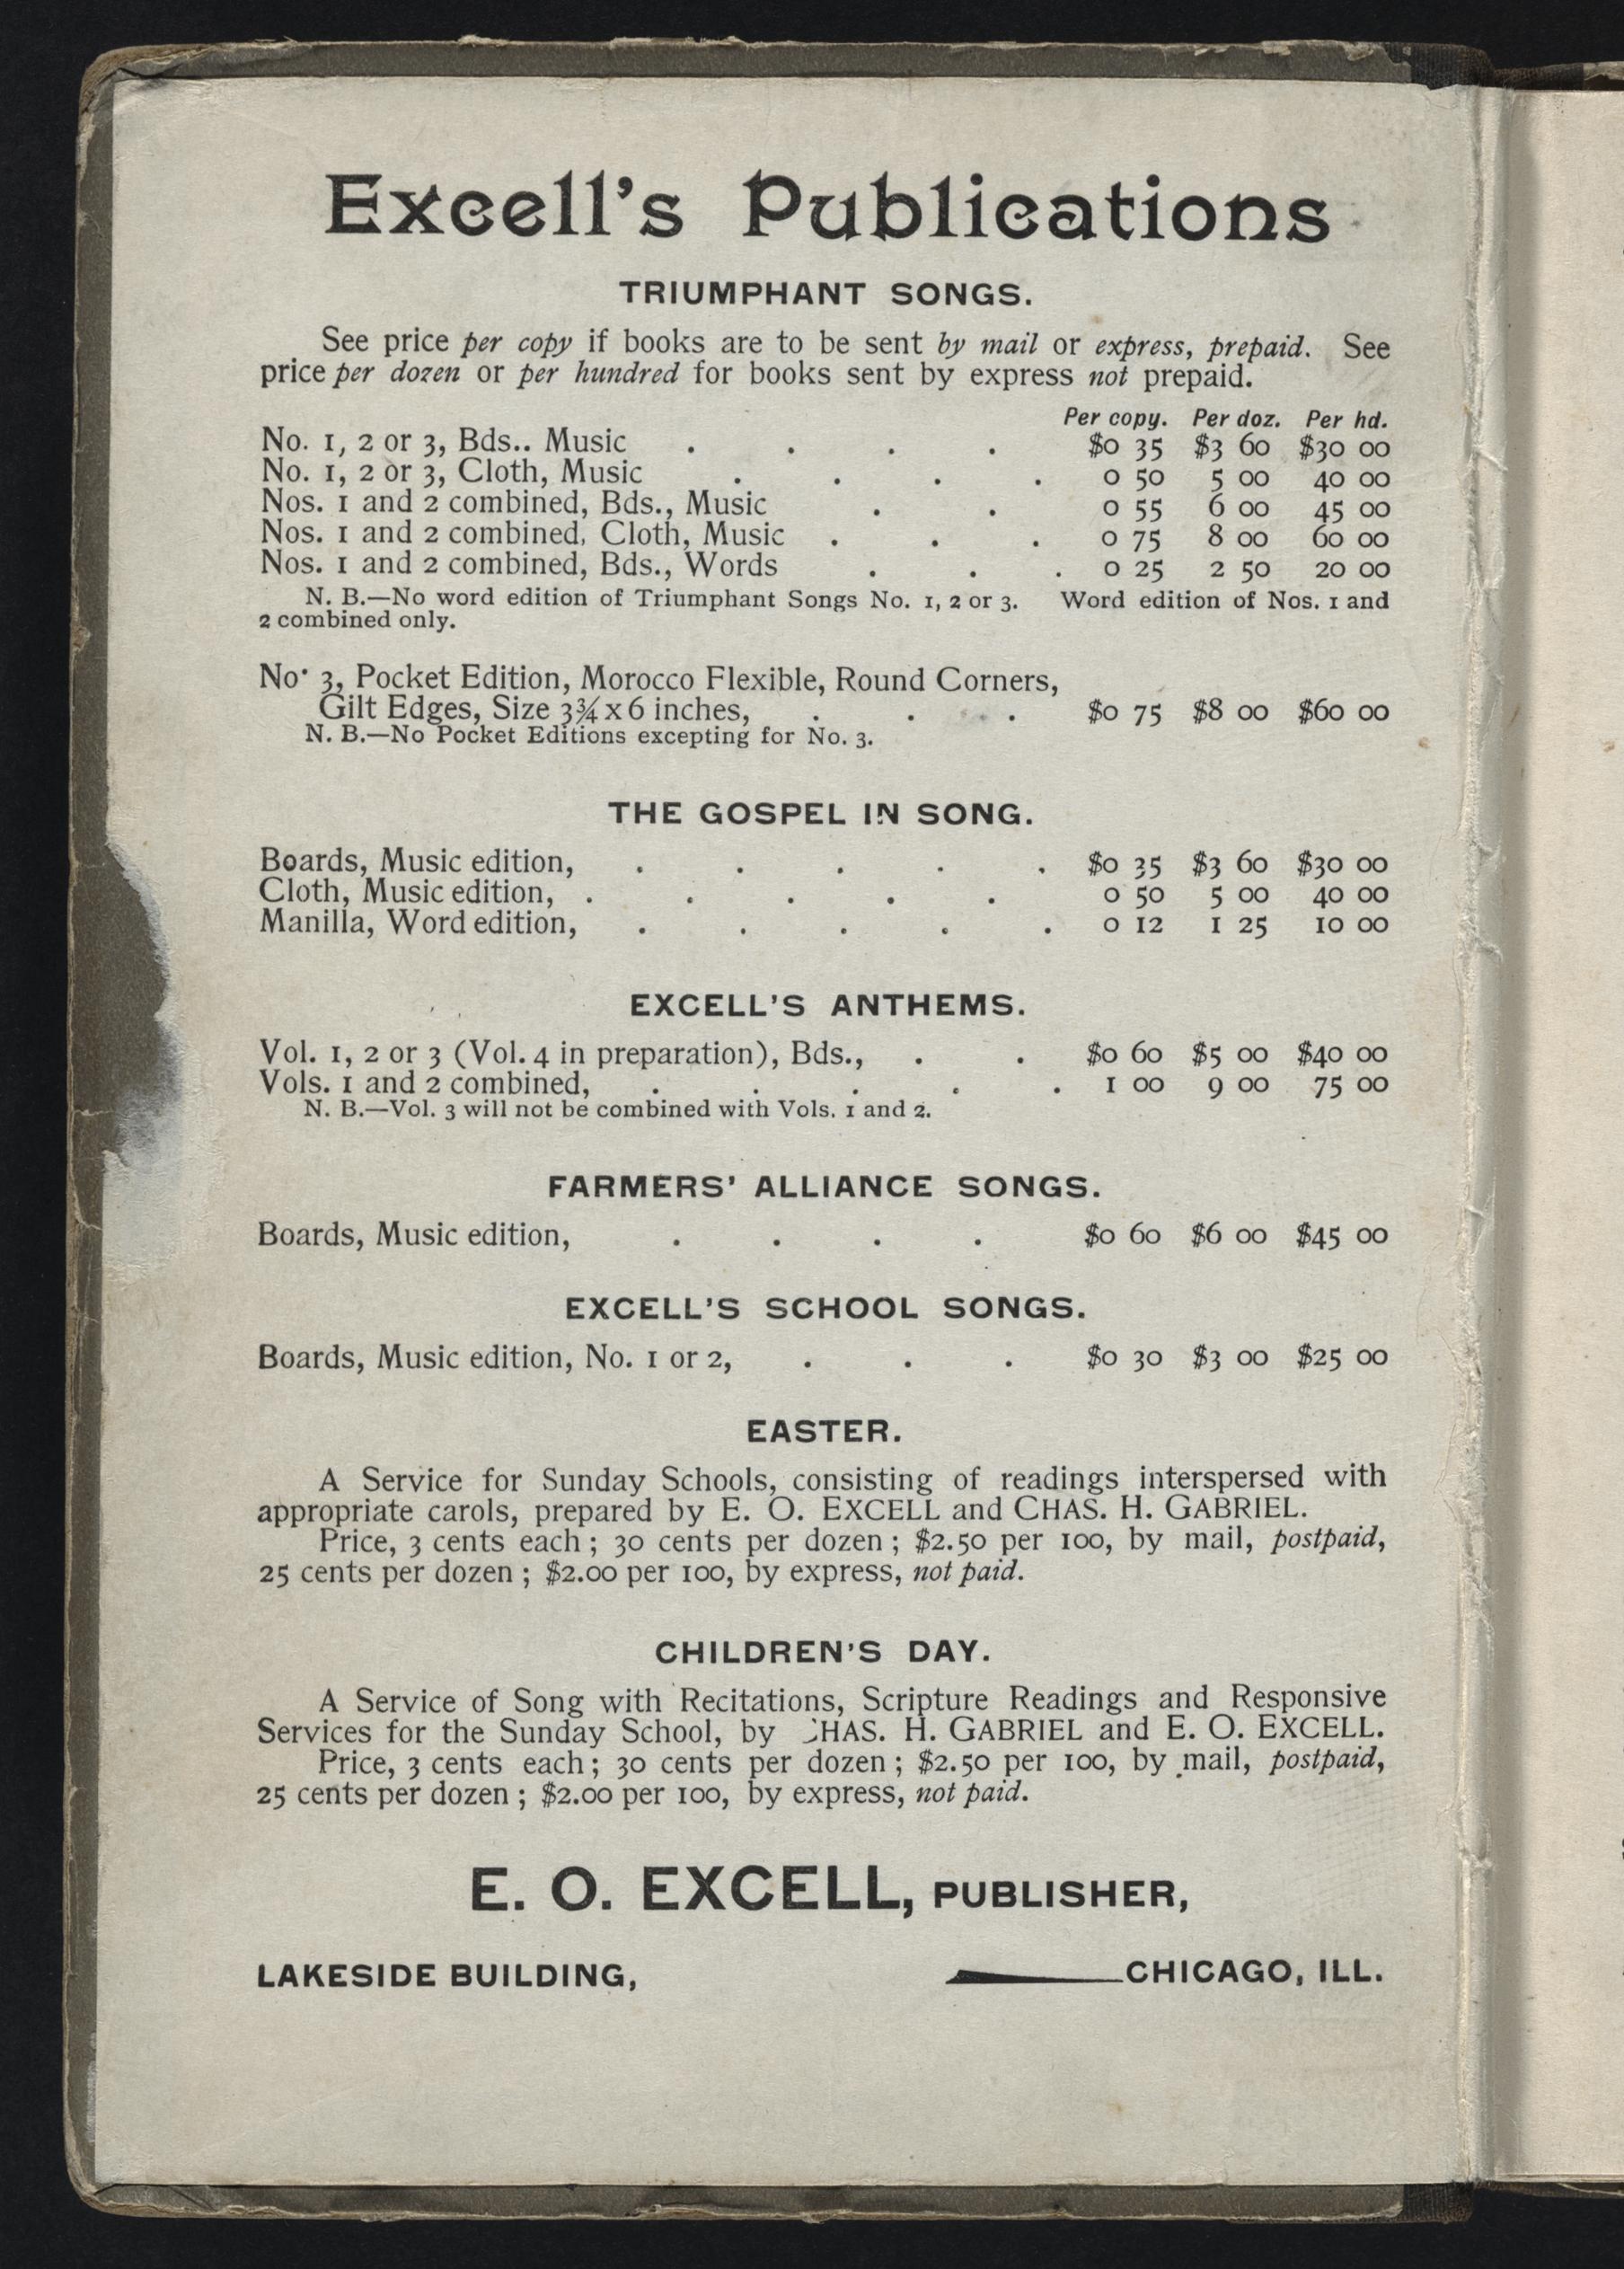 Excell's Publications
TRIUMPHANT SONGS.
See price per copy if books are to be sent by mail or express, prepaid. See
price per dozen or per hundred for books sent by express not prepaid.
Per copy. Per doz. Per hd.
No. 1, 2 or 3, Bds.. Music . . . . $0 35 $3 60 $30 00
No. 1, 2 or 3, Cloth, Music . . . . 0 50 5 00 40 00
Nos. 1 and 2 combined, Bds., Music . . 0 55 6 00 45 00
Nos. 1 and 2 combined, Cloth, Music . . . 0 75 8 00 60 00
Nos. 1 and 2 combined, Bds., Words . . . 0 25 2 50 20 00
N. B.—No word edition of Triumphant Songs No. 1, 2 or 3. Word edition of Nos. 1 and
2 combined only.
No· 3, Pocket Edition, Morocco Flexible, Round Corners,
Gilt Edges, Size 3¾ x 6 inches, . . . $0 75 $8 00 $60 00
N. B.—No Pocket Editions excepting for No. 3.
THE GOSPEL IN SONG.
Boards, Music edition, . . . . . $0 35 $3 60 $30 00
Cloth, Music edition, . . . . . 0 50 5 00 40 00
Manilla, Word edition, . . . . . 0 12 1 25 10 00
EXCELL'S ANTHEMS.
Vol. 1, 2 or 3 (Vol. 4 in preparation), Bds., . . $0 60 $5 00 $40 00
Vols. 1 and 2 combined, . . . . . 1 00 9 00 75 00
N. B.—Vol. 3 will not be combined with Vols. 1 and 2.
FARMERS' ALLIANCE SONGS.
Boards, Music edition, . . . . $0 60 $6 00 $45 00
EXCELL'S SCHOOL SONGS.
Boards, Music edition, No. 1 or 2, . . . $0 30 $3 00 $25 00
EASTER.
A Service for Sunday Schools, consisting of readings interspersed with
appropriate carols, prepared by E. O. EXCELL and CHAS. H. GABRIEL.
Price, 3 cents each; 30 cents per dozen; $2.50 per 100, by mail, postpaid,
25 cents per dozen; $2.00 per 100, by express, not paid.
CHILDREN'S DAY.
A Service of Song with Recitations, Scripture Readings and Responsive
Services for the Sunday School, by CHAS. H. GABRIEL and E. O. EXCELL.
Price, 3 cents each; 30 cents per dozen; $2.50 per 100, by mail, postpaid,
25 cents per dozen; $2.00 per 100, by express, not paid.
E. O. EXCELL, PUBLISHER,
LAKESIDE BUILDING, CHICAGO, ILL.